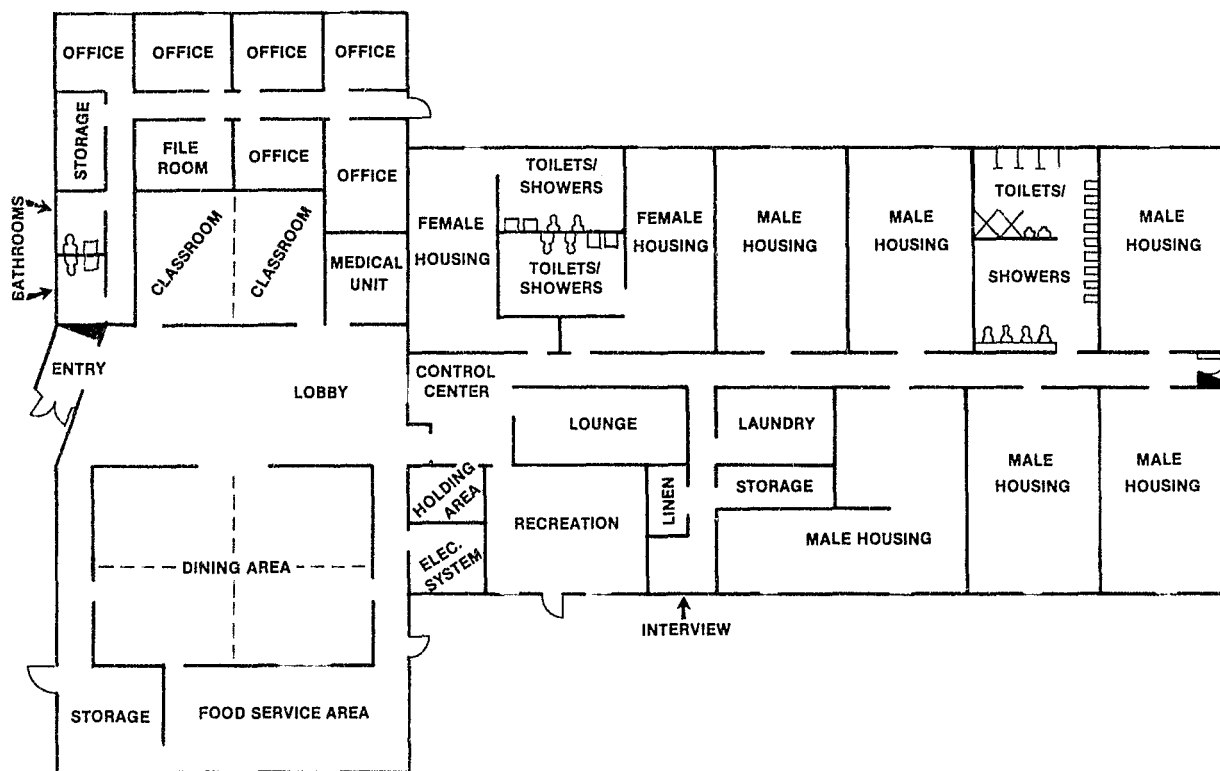 OFFICE
OFFICE
OFFICE
OFFICE
STORAGE
FILE
ROOM
OFFICE
OFFICE
BATHROOMS
CLASSROOM
CLASSROOM
MEDICAL
UNIT
FEMALE
HOUSING
TOILETS/
SHOWERS
TOILETS/
SHOWERS
FEMALE
HOUSING
MALE
HOUSING
MALE
HOUSING
TOILETS/
SHOWERS
MALE
HOUSING
ENTRY
LOBBY
CONTROL
CENTER
LOUNGE
LAUNDRY
HOLDING
AREA
RECREATION
LINEN
STORAGE
MALE HOUSING
MALE
HOUSING
MALE
HOUSING
ELEC.
SYSTEM
DINING AREA
INTERVIEW
STORAGE
FOOD SERVICE AREA